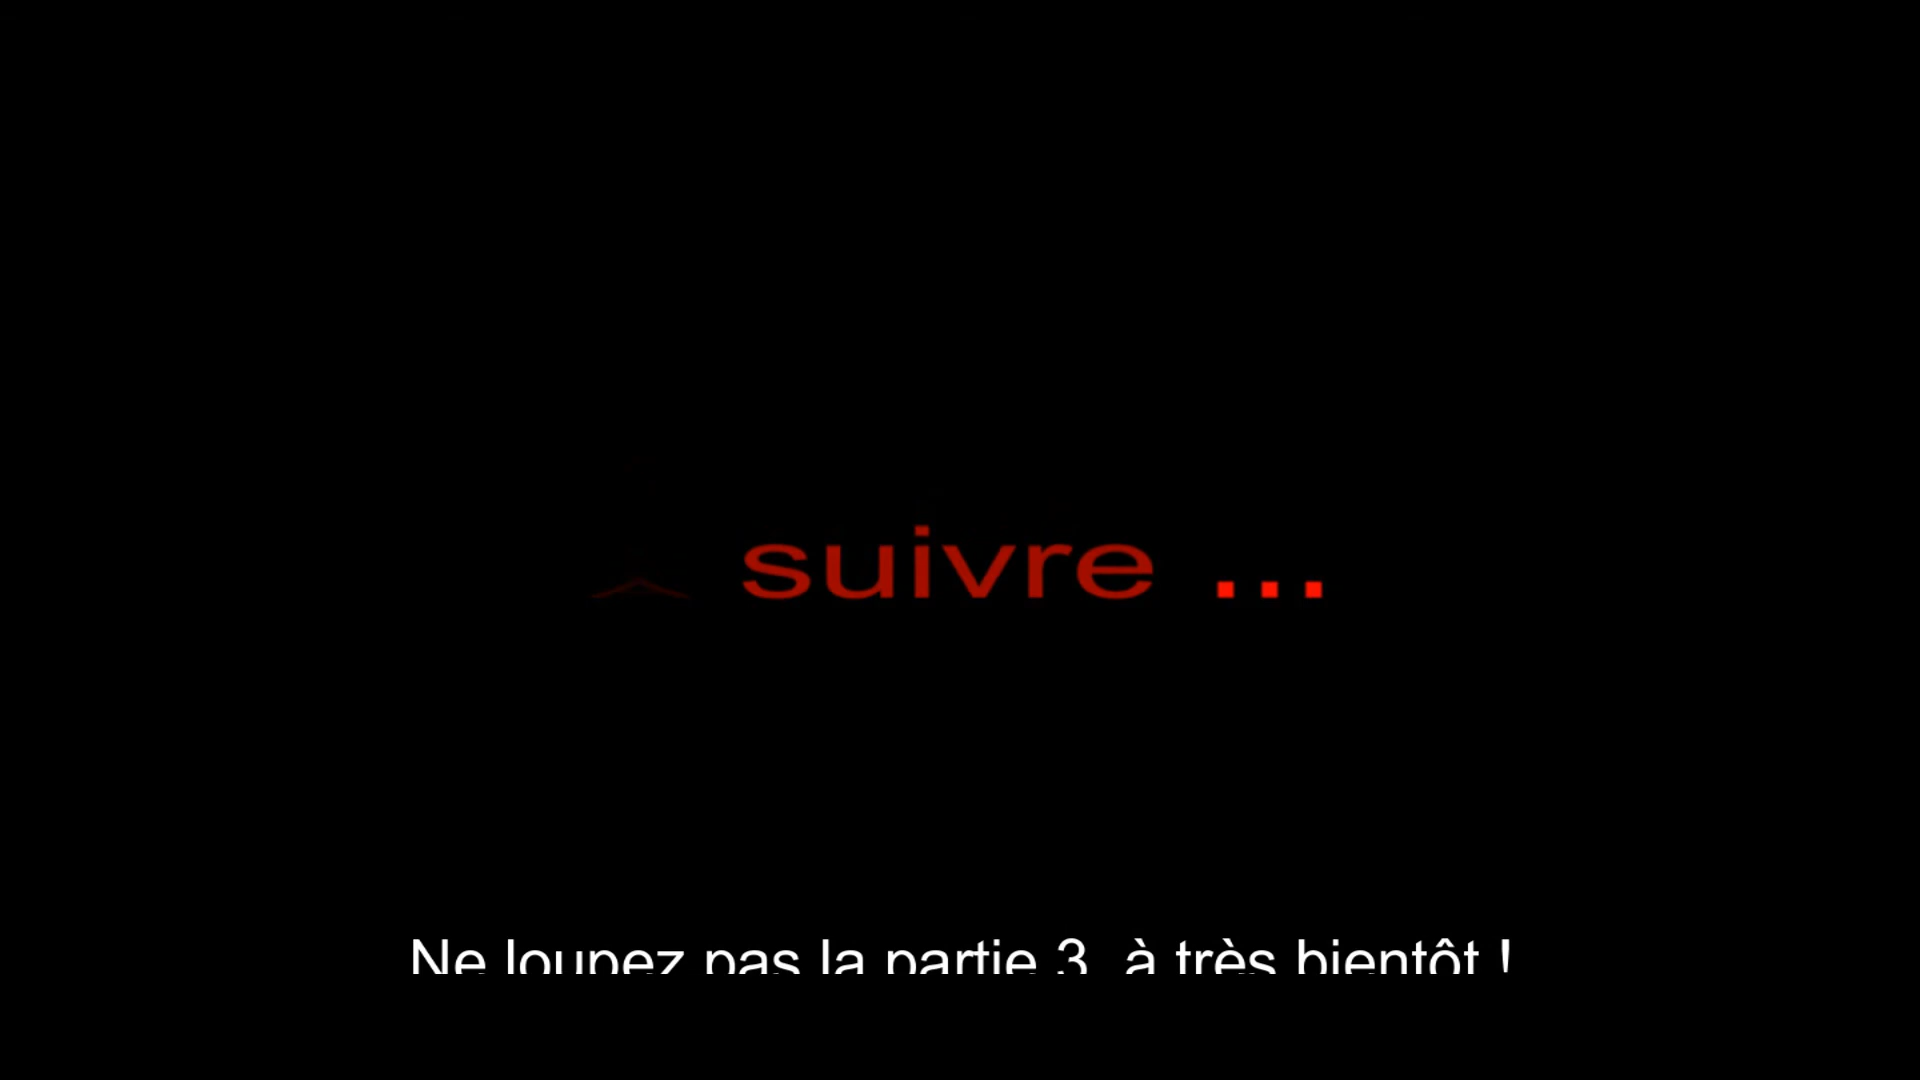 suivre ...
Ne loupez pas la partie 3, à très bientôt !